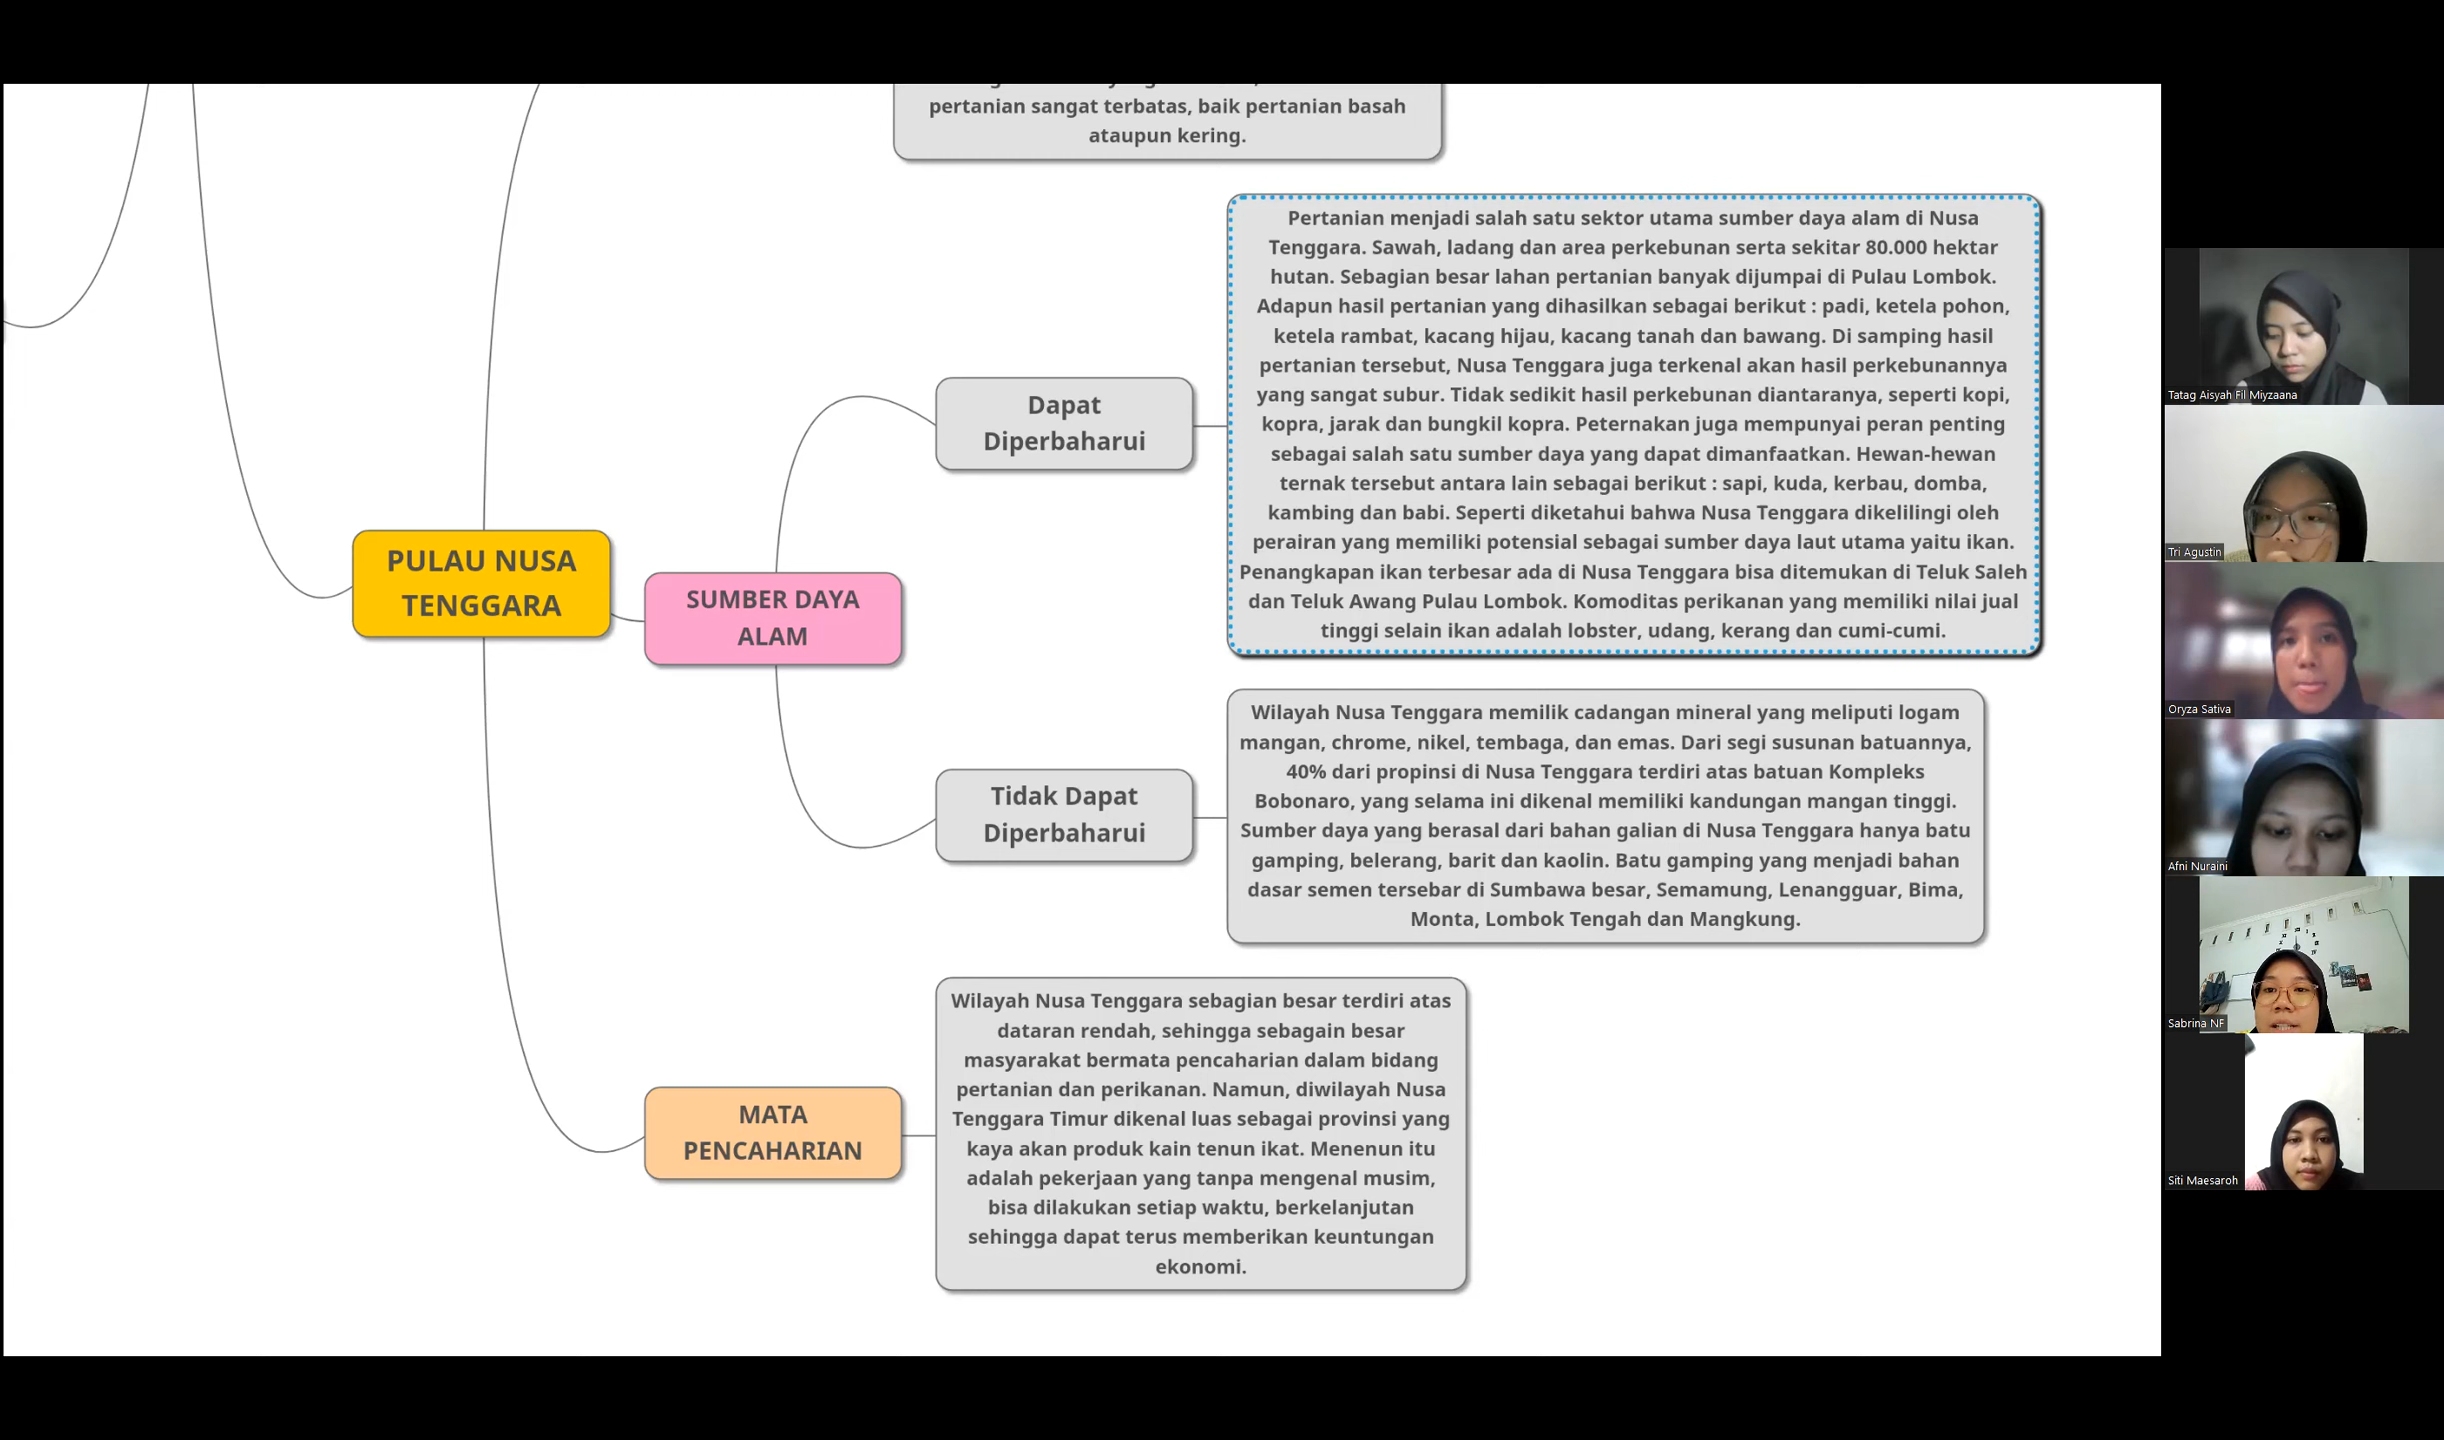 pertanian sangat terbatas, baik pertanian basah
ataupun kering.
Pertanian menjadi salah satu sektor utama sumber daya alam di Nusa
Tenggara. Sawah, ladang dan area perkebunan serta sekitar 80.000 hektar
hutan. Sebagian besar lahan pertanian banyak dijumpai di Pulau Lombok.
Adapun hasil pertanian yang dihasilkan sebagai berikut : padi, ketela pohon,
ketela rambat, kacang hijau, kacang tanah dan bawang. Di samping hasil
pertanian tersebut, Nusa Tenggara juga terkenal akan hasil perkebunannya
yang sangat subur. Tidak sedikit hasil perkebunan diantaranya, seperti kopi,
kopra, jarak dan bungkil kopra. Peternakan juga mempunyai peran penting
sebagai salah satu sumber daya yang dapat dimanfaatkan. Hewan-hewan
ternak tersebut antara lain sebagai berikut : sapi, kuda, kerbau, domba,
kambing dan babi. Seperti diketahui bahwa Nusa Tenggara dikelilingi oleh
perairan yang memiliki potensial sebagai sumber daya laut utama yaitu ikan.
Penangkapan ikan terbesar ada di Nusa Tenggara bisa ditemukan di Teluk Saleh
dan Teluk Awang Pulau Lombok. Komoditas perikanan yang memiliki nilai jual
tinggi selain ikan adalah lobster, udang, kerang dan cumi-cumi.
Dapat
Diperbaharui
PULAU NUSA
TENGGARA
SUMBER DAYA
ALAM
Tidak Dapat
Diperbaharui
Wilayah Nusa Tenggara memilik cadangan mineral yang meliputi logam
mangan, chrome, nikel, tembaga, dan emas. Dari segi susunan batuannya,
40% dari propinsi di Nusa Tenggara terdiri atas batuan Kompleks
Bobonaro, yang selama ini dikenal memiliki kandungan mangan tinggi.
Sumber daya yang berasal dari bahan galian di Nusa Tenggara hanya batu
gamping, belerang, barit dan kaolin. Batu gamping yang menjadi bahan
dasar semen tersebar di Sumbawa besar, Semamung, Lenangguar, Bima,
Monta, Lombok Tengah dan Mangkung.
MATA
PENCAHARIAN
Wilayah Nusa Tenggara sebagian besar terdiri atas
dataran rendah, sehingga sebagain besar
masyarakat bermata pencaharian dalam bidang
pertanian dan perikanan. Namun, diwilayah Nusa
Tenggara Timur dikenal luas sebagai provinsi yang
kaya akan produk kain tenun ikat. Menenun itu
adalah pekerjaan yang tanpa mengenal musim,
bisa dilakukan setiap waktu, berkelanjutan
sehingga dapat terus memberikan keuntungan
ekonomi.
Tatag Aisyah Fil Miyzaana
Tri Agustin
Oryza Sativa
Afni Nuraini
Sabrina NF
Siti Maesaroh